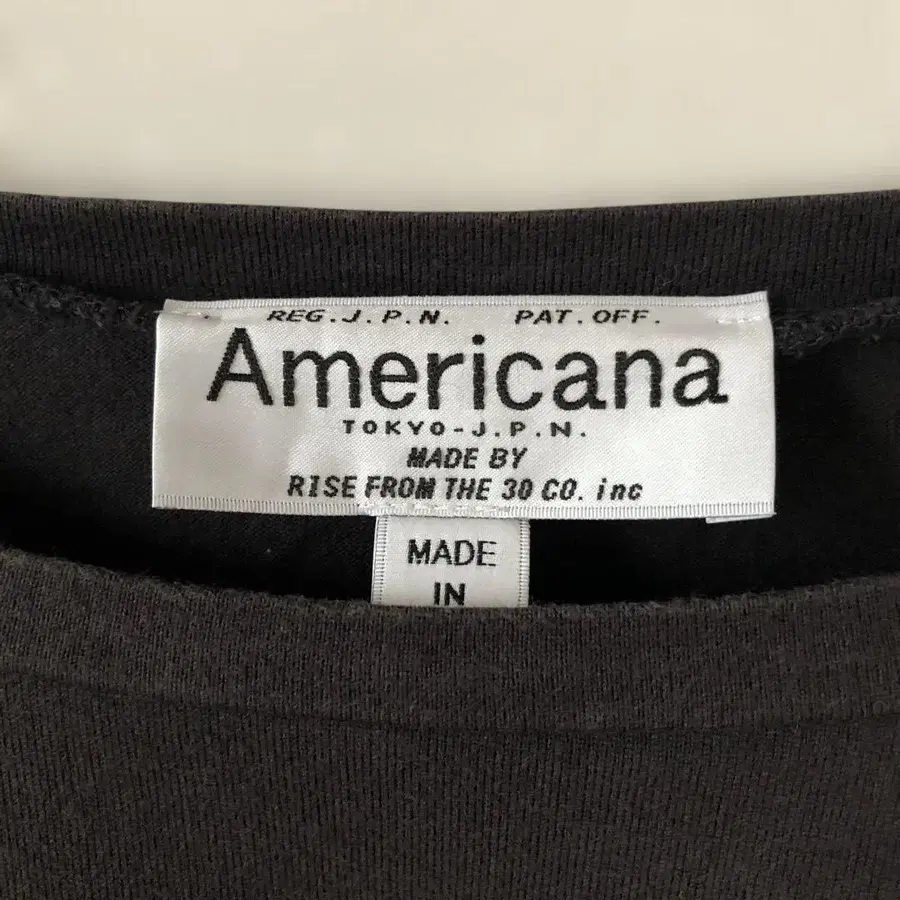 REG.J.P.N. PAT.OFF.
Americana
TOKYO-J.P.N.
MADE BY
RISE FROM THE 30 CO. inc
MADE
IN